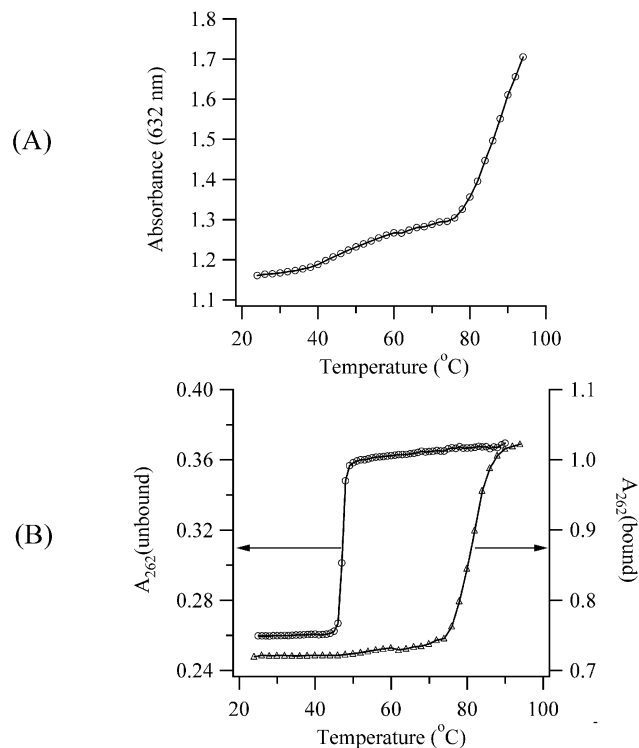 (A)
Absorbance (632 nm)
1.8
1.7
1.6
1.5
1.4
1.3
1.2
1.1
20 40 60 80 100
Temperature (°C)
(B)
A262(unbound)
0.40
0.36
0.32
0.28
0.24
1.1
1.0
0.9
0.8
0.7
A262(bound)
20 40 60 80 100
Temperature (°C)